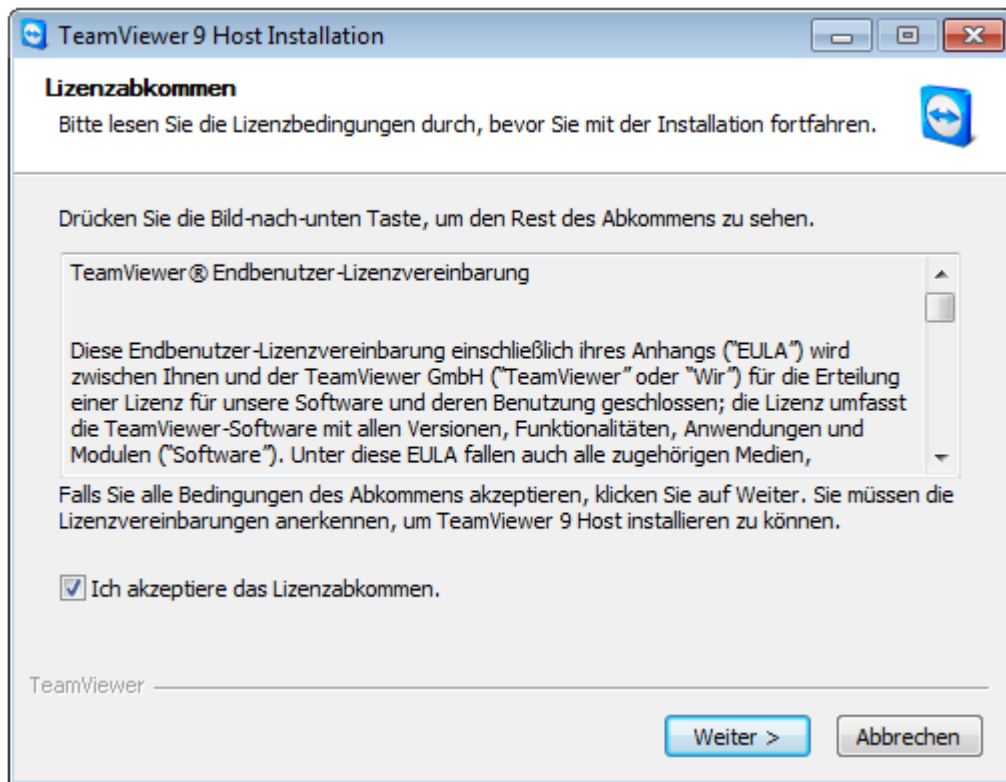 TeamViewer 9 Host Installation
Lizenzabkommen
Bitte lesen Sie die Lizenzbedingungen durch, bevor Sie mit der Installation fortfahren.
Drücken Sie die Bild-nach-unten Taste, um den Rest des Abkommens zu sehen.
TeamViewer® Endbenutzer-Lizenzvereinbarung
Diese Endbenutzer-Lizenzvereinbarung einschließlich ihres Anhangs (“EULA”) wird
zwischen Ihnen und der TeamViewer GmbH (“TeamViewer” oder “Wir”) für die Erteilung
einer Lizenz für unsere Software und deren Benutzung geschlossen; die Lizenz umfasst
die TeamViewer-Software mit allen Versionen, Funktionalitäten, Anwendungen und
Modulen (“Software”). Unter diese EULA fallen auch alle zugehörigen Medien,
Falls Sie alle Bedingungen des Abkommens akzeptieren, klicken Sie auf Weiter. Sie müssen die
Lizenzvereinbarungen anerkennen, um TeamViewer 9 Host installieren zu können.
Ich akzeptiere das Lizenzabkommen.
TeamViewer
Weiter >
Abbrechen